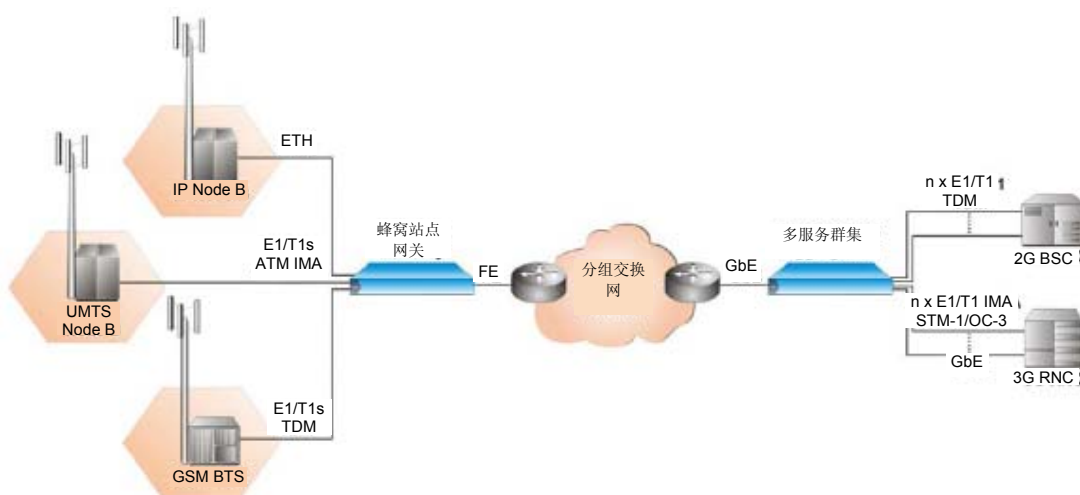 ETH
IP Node B
E1/T1s
ATM IMA
UMTS
Node B
E1/T1s
TDM
GSM BTS
蜂窝站点
网关
FE
分组交换
网
GbE
多服务群集
n x E1/T1
TDM
2G BSC
n x E1/T1 IMA
STM-1/OC-3
GbE
3G RNC